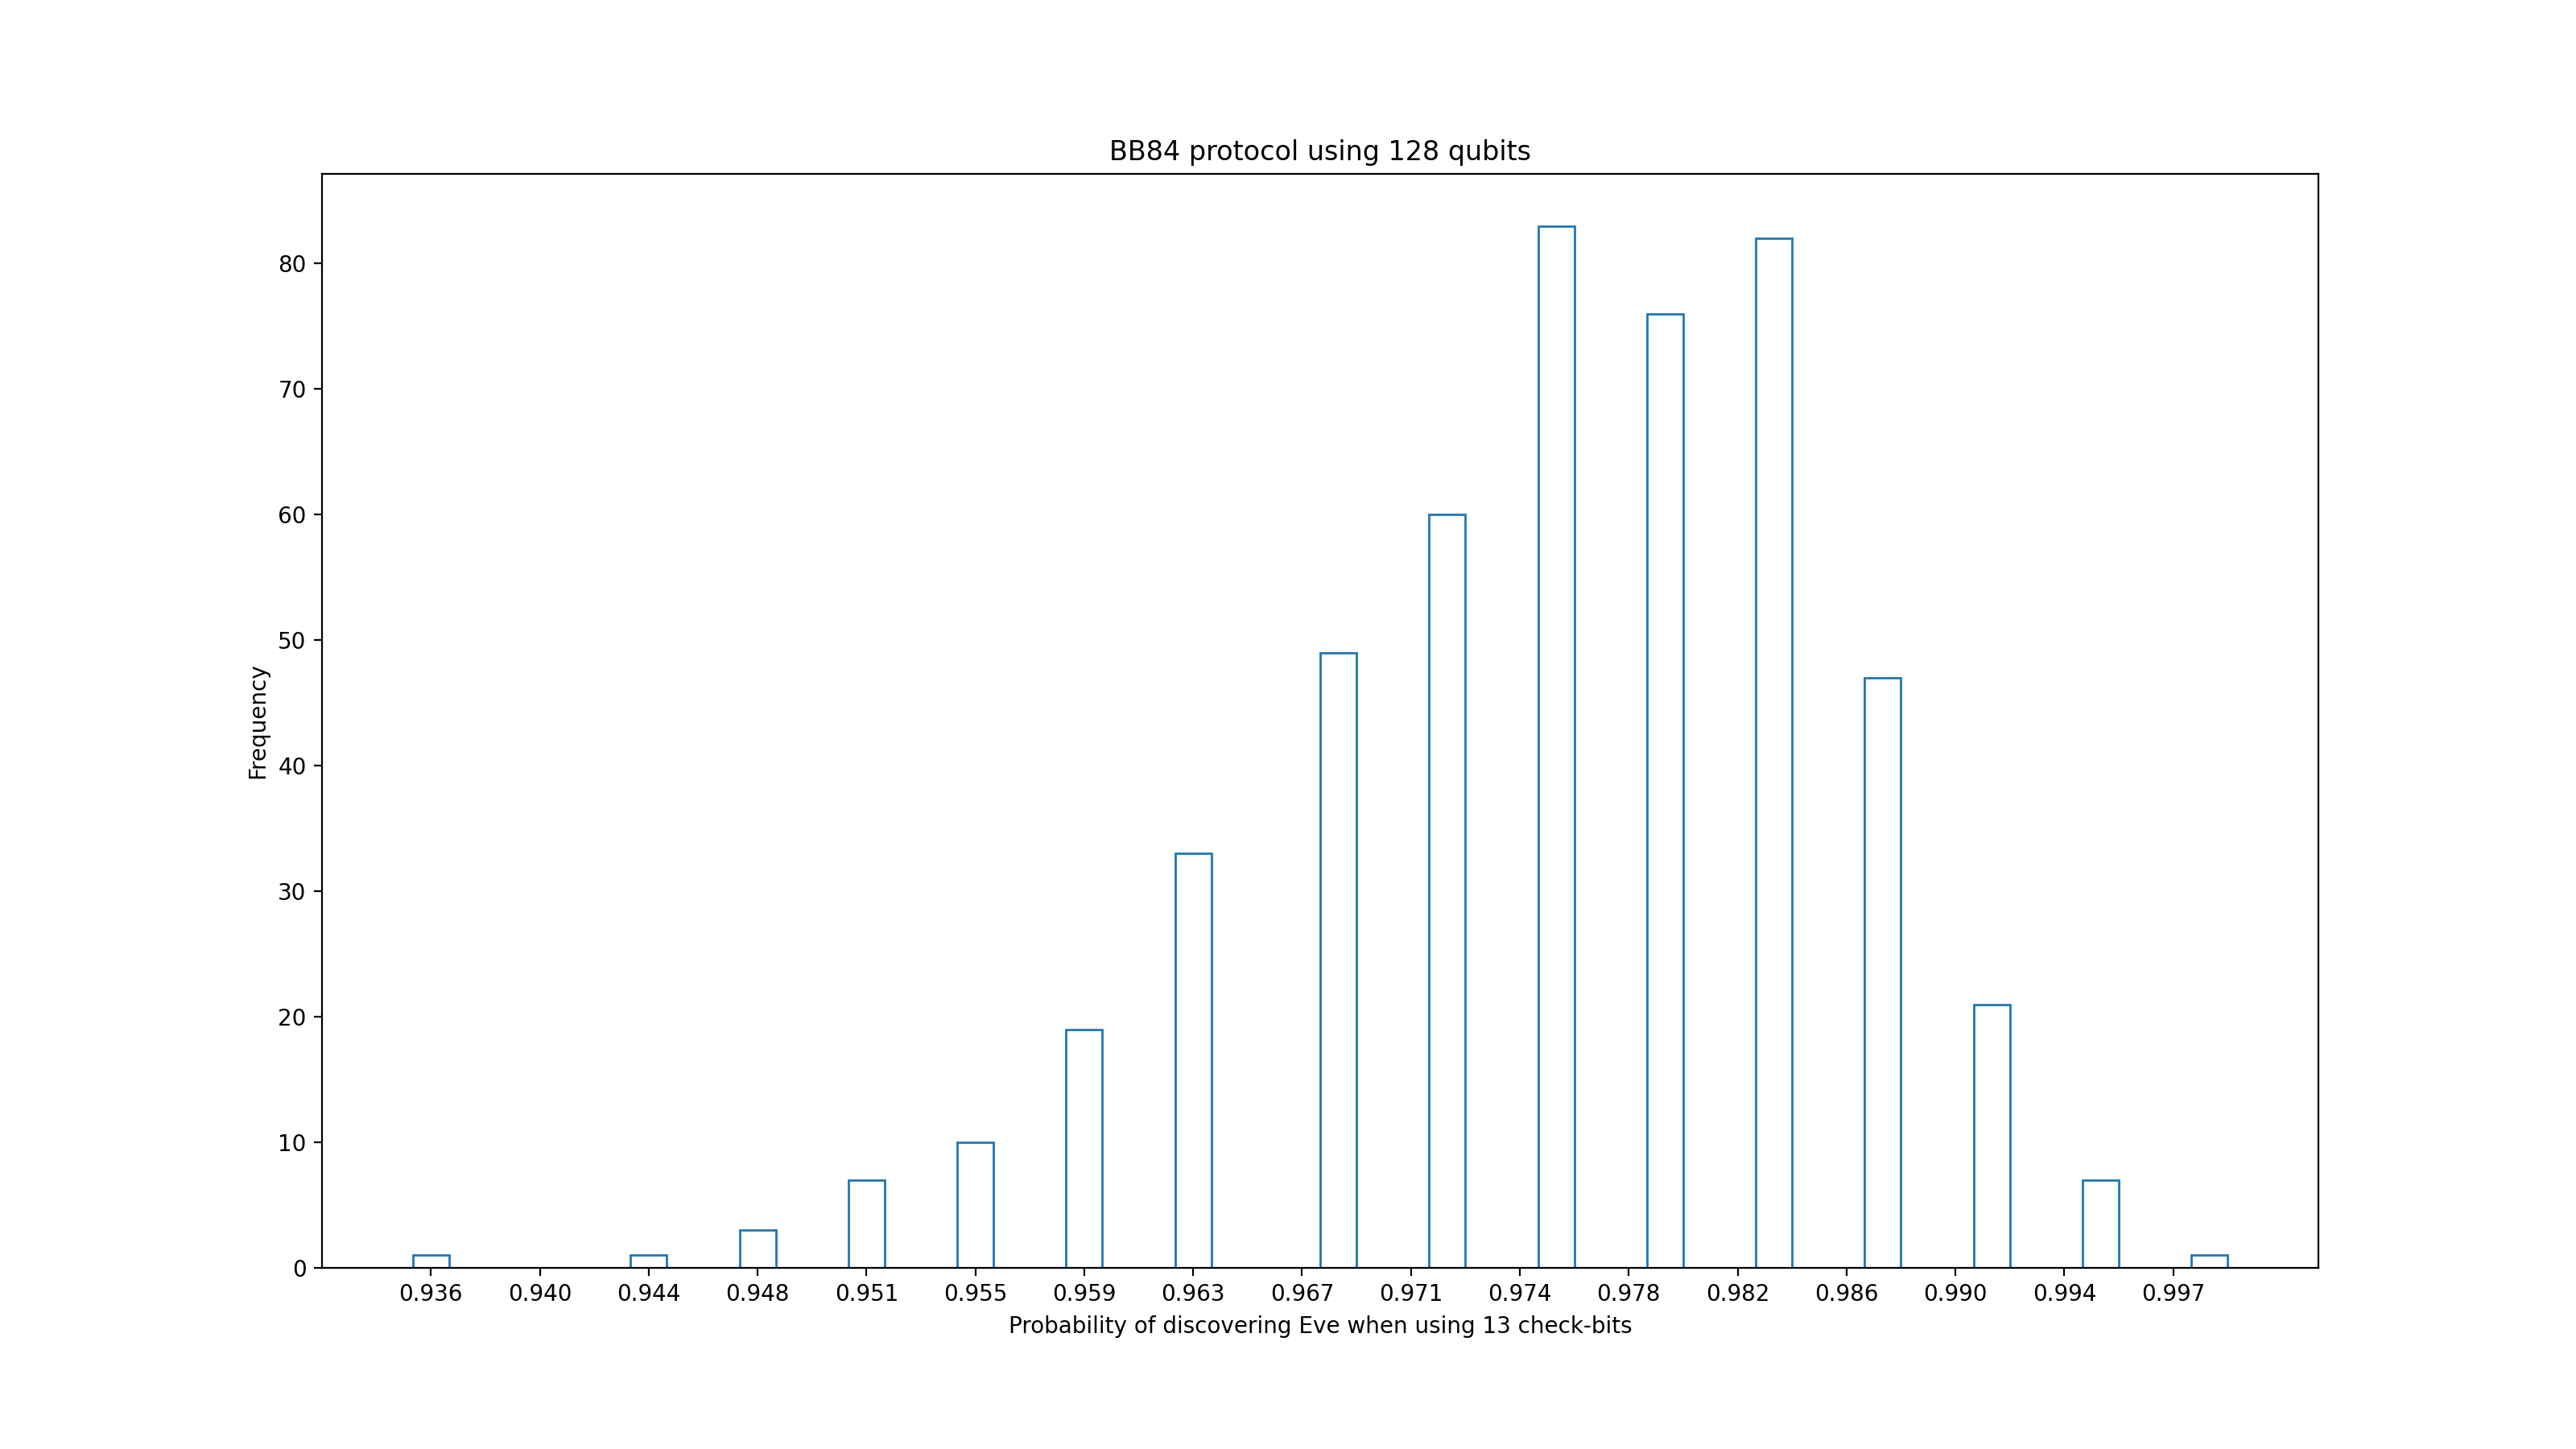 BB84 protocol using 128 qubits
80
70
60
50
40
30
20
10
0
Frequency
0.936 0.940 0.944 0.948 0.951 0.955 0.959 0.963 0.967 0.971 0.974 0.978 0.982 0.986 0.990 0.994 0.997
Probability of discovering Eve when using 13 check-bits